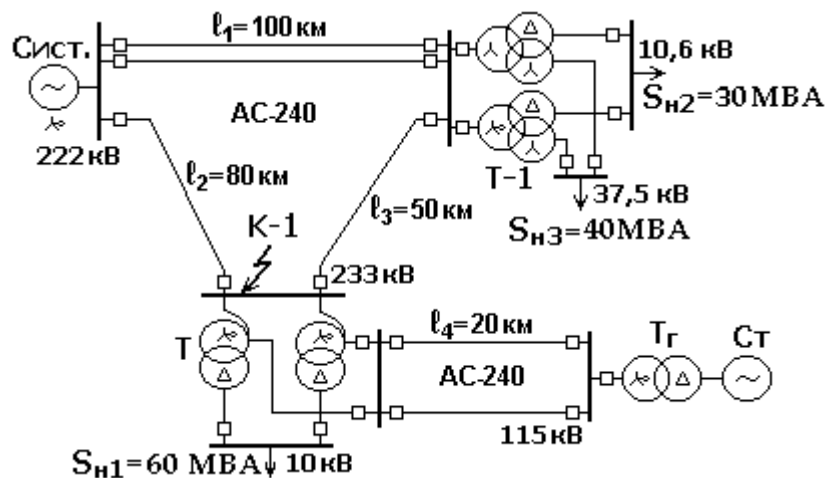 ℓ₁=100 км
Сист.
10,6 кВ
АС-240
Sн2=30 МВА
222 кВ
Т-1
ℓ₂=80 км
ℓ₃=50 км
37,5 кВ
К-1
Sн3=40МВА
233 кВ
Т
ℓ₄=20 км
Тг
Ст
АС-240
115 кВ
Sн1=60 МВА
10 кВ